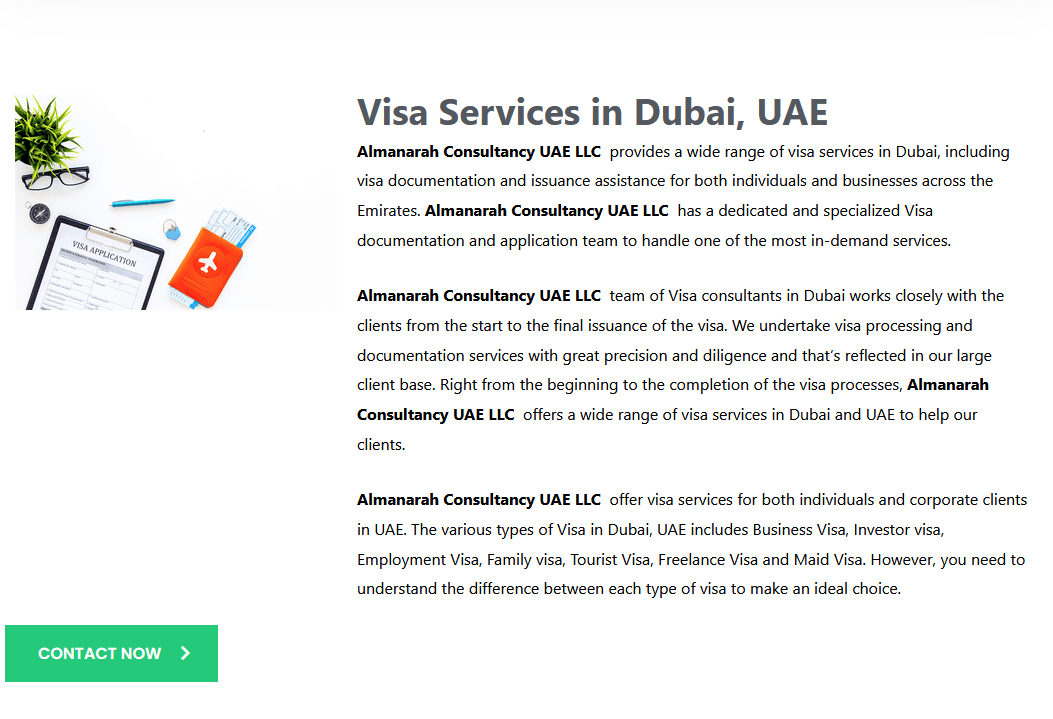 Visa Services in Dubai, UAE
Almanarah Consultancy UAE LLC provides a wide range of visa services in Dubai, including
visa documentation and issuance assistance for both individuals and businesses across the
Emirates. Almanarah Consultancy UAE LLC has a dedicated and specialized Visa
documentation and application team to handle one of the most in-demand services.
VISA APPLICATION
Almanarah Consultancy UAE LLC team of Visa consultants in Dubai works closely with the
clients from the start to the final issuance of the visa. We undertake visa processing and
documentation services with great precision and diligence and that’s reflected in our large
client base. Right from the beginning to the completion of the visa processes, Almanarah
Consultancy UAE LLC offers a wide range of visa services in Dubai and UAE to help our
clients.
Almanarah Consultancy UAE LLC offer visa services for both individuals and corporate clients
in UAE. The various types of Visa in Dubai, UAE includes Business Visa, Investor visa,
Employment Visa, Family visa, Tourist Visa, Freelance Visa and Maid Visa. However, you need to
understand the difference between each type of visa to make an ideal choice.
CONTACT NOW